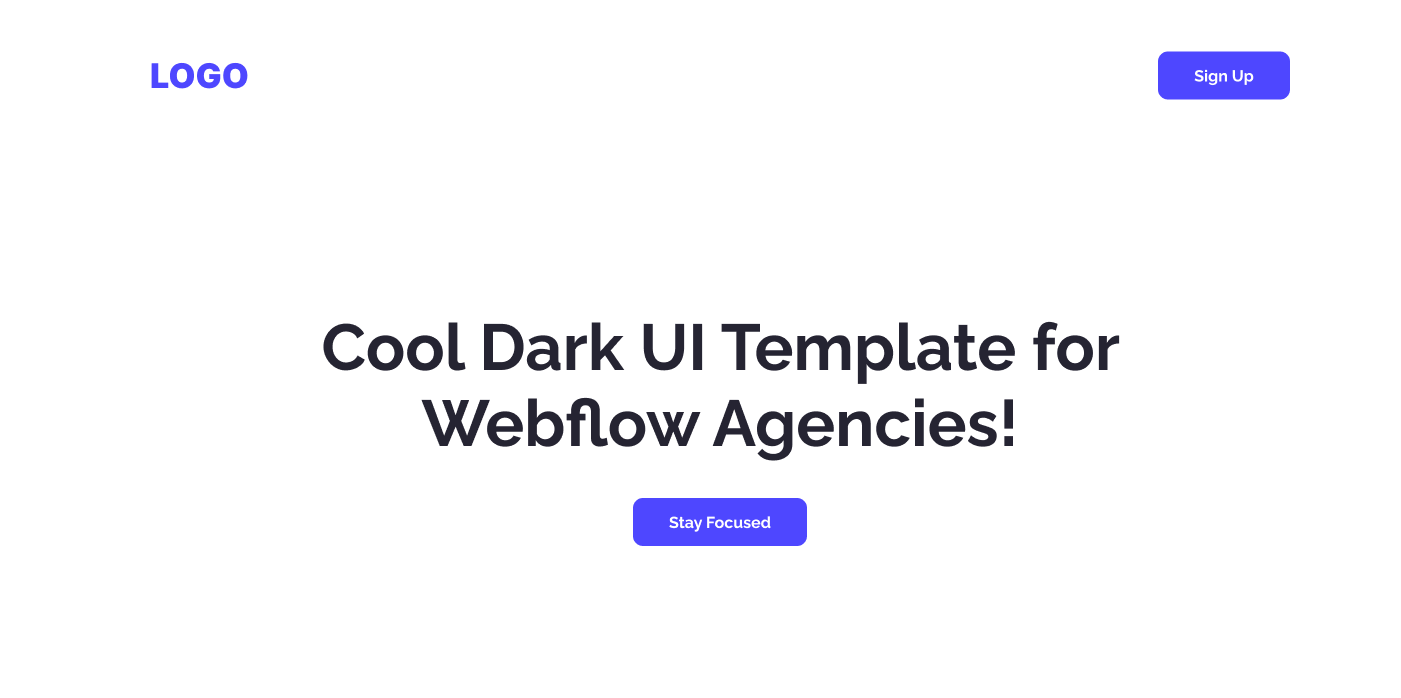 LOGO
Sign Up
Cool Dark UI Template for
Webflow Agencies!
Stay Focused